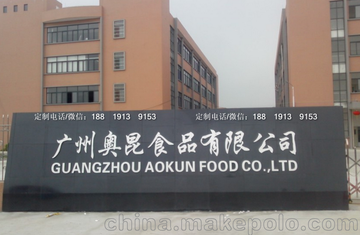 定制电话/微信: 188 1913 9153
定制电话/微信: 188 1913 9153
广州奥昆食品有限公司
GUANGZHOU AOKUN FOOD CO.,LTD
china.makepolo.com